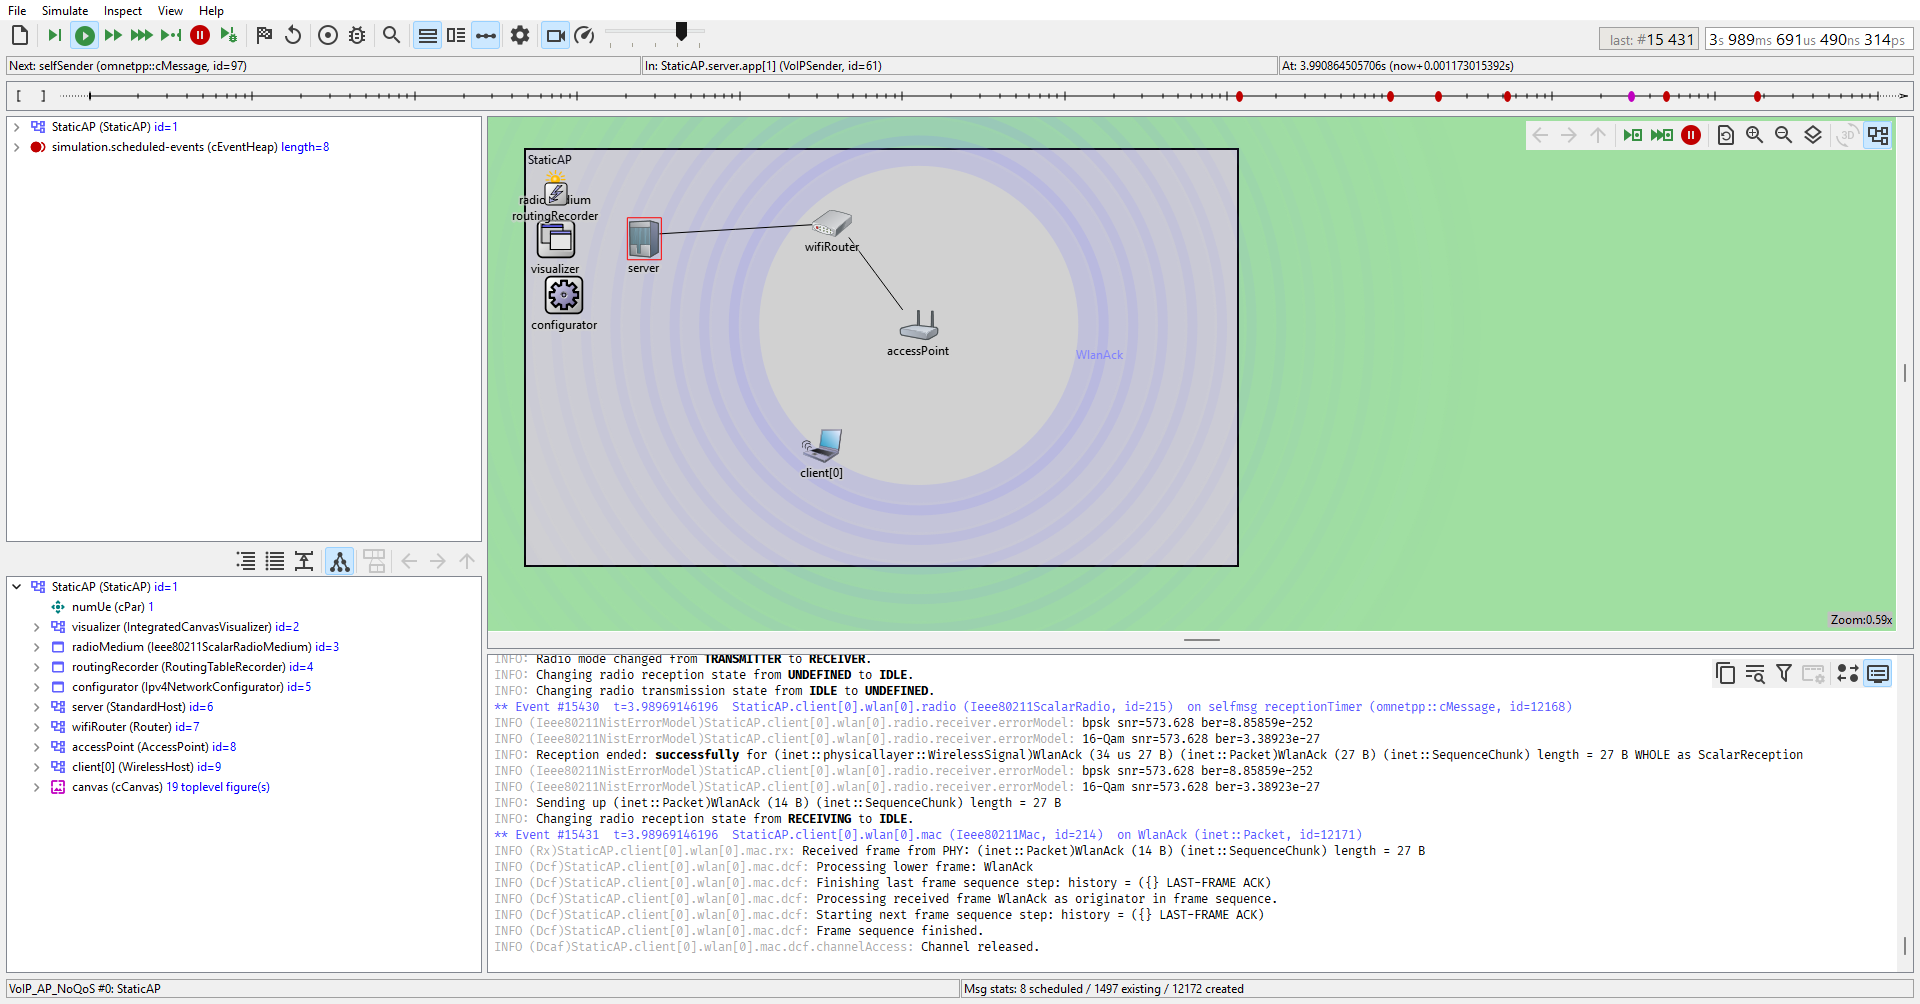 File Simulate Inspect View Help
last: #15 431 3s 989ms 691us 490ns 314ps
Next: selfSender (omnetpp::cMessage, id=97) In: StaticAP.server.app[1] (VoIPSender, id=61) At: 3.990864505706s (now+0.001173015392s)
[ ]
StaticAP (StaticAP) id=1
simulation.scheduled-events (cEventHeap) length=8
3D
StaticAP
radioMedium
routingRecorder
visualizer
configurator
server
wifiRouter
accessPoint
WlanAck
client[0]
Zoom:0.59x
StaticAP (StaticAP) id=1
numUe (cPar) 1
visualizer (IntegratedCanvasVisualizer) id=2
radioMedium (Ieee80211ScalarRadioMedium) id=3
routingRecorder (RoutingTableRecorder) id=4
configurator (Ipv4NetworkConfigurator) id=5
server (StandardHost) id=6
wifiRouter (Router) id=7
accessPoint (AccessPoint) id=8
client[0] (WirelessHost) id=9
canvas (cCanvas) 19 toplevel figure(s)
INFO: Radio mode changed from TRANSMITTER to RECEIVER.
INFO: Changing radio reception state from UNDEFINED to IDLE.
INFO: Changing radio transmission state from IDLE to UNDEFINED.
** Event #15430 t=3.98969146196 StaticAP.client[0].wlan[0].radio (Ieee80211ScalarRadio, id=215) on selfmsg receptionTimer (omnetpp::cMessage, id=12168)
INFO (Ieee80211NistErrorModel)StaticAP.client[0].wlan[0].radio.receiver.errorModel: bpsk snr=573.628 ber=8.85859e-252
INFO (Ieee80211NistErrorModel)StaticAP.client[0].wlan[0].radio.receiver.errorModel: 16-Qam snr=573.628 ber=3.38923e-27
INFO: Reception ended: successfully for (inet::physicallayer::WirelessSignal)WlanAck (34 us 27 B) (inet::Packet)WlanAck (27 B) (inet::SequenceChunk) length = 27 B WHOLE as ScalarReception
INFO (Ieee80211NistErrorModel)StaticAP.client[0].wlan[0].radio.receiver.errorModel: bpsk snr=573.628 ber=8.85859e-252
INFO (Ieee80211NistErrorModel)StaticAP.client[0].wlan[0].radio.receiver.errorModel: 16-Qam snr=573.628 ber=3.38923e-27
INFO: Sending up (inet::Packet)WlanAck (14 B) (inet::SequenceChunk) length = 27 B
INFO: Changing radio reception state from RECEIVING to IDLE.
** Event #15431 t=3.98969146196 StaticAP.client[0].wlan[0].mac (Ieee80211Mac, id=214) on WlanAck (inet::Packet, id=12171)
INFO (Rx)StaticAP.client[0].wlan[0].mac.rx: Received frame from PHY: (inet::Packet)WlanAck (14 B) (inet::SequenceChunk) length = 27 B
INFO (Dcf)StaticAP.client[0].wlan[0].mac.dcf: Processing lower frame: WlanAck
INFO (Dcf)StaticAP.client[0].wlan[0].mac.dcf: Finishing last frame sequence step: history = ({} LAST-FRAME ACK)
INFO (Dcf)StaticAP.client[0].wlan[0].mac.dcf: Processing received frame WlanAck as originator in frame sequence.
INFO (Dcf)StaticAP.client[0].wlan[0].mac.dcf: Starting next frame sequence step: history = ({} LAST-FRAME ACK)
INFO (Dcf)StaticAP.client[0].wlan[0].mac.dcf: Frame sequence finished.
INFO (Dcaf)StaticAP.client[0].wlan[0].mac.dcf.channelAccess: Channel released.
VoIP_AP_NoQoS #0: StaticAP Msg stats: 8 scheduled / 1497 existing / 12172 created